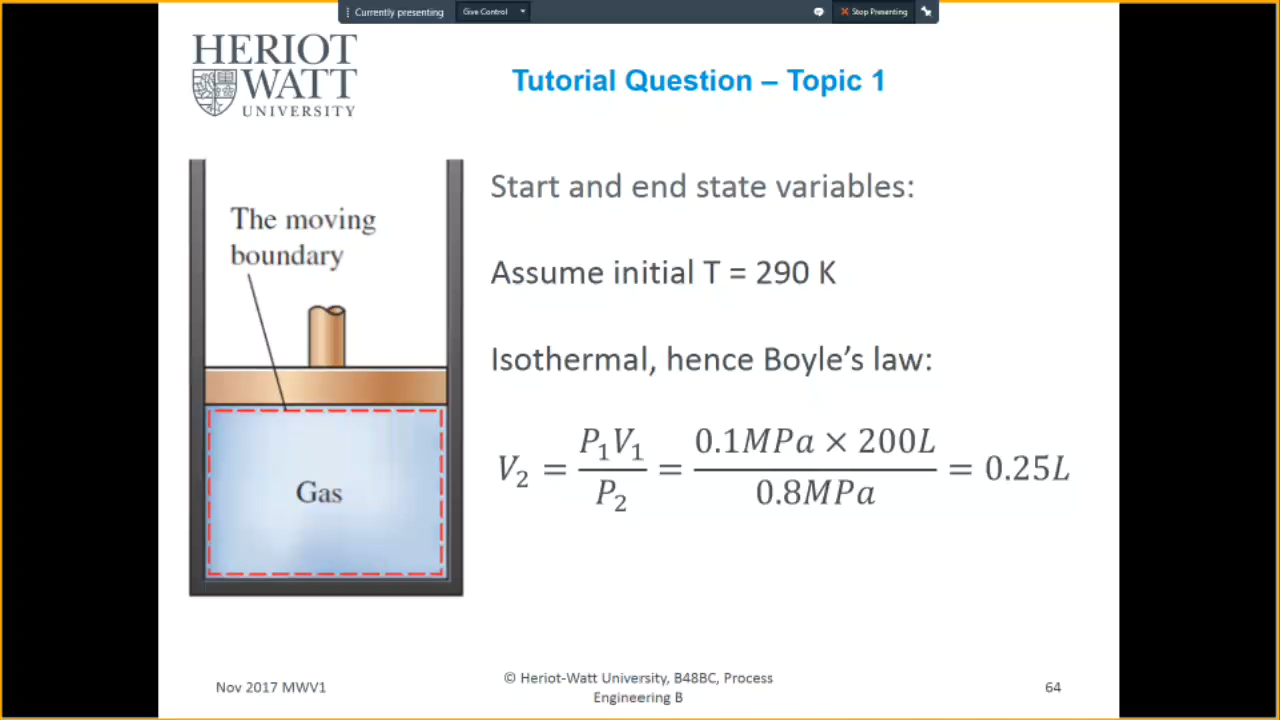 Currently presenting
Give Control
Stop Presenting
HERIOT
WATT
UNIVERSITY
Tutorial Question – Topic 1
The moving
boundary
Gas
Start and end state variables:
Assume initial T = 290 K
Isothermal, hence Boyle’s law:
V₂ = P₁V₁ / P₂ = 0.1MPa × 200L / 0.8MPa = 0.25L
Nov 2017 MWV1
© Heriot-Watt University, B48BC, Process
Engineering B
64